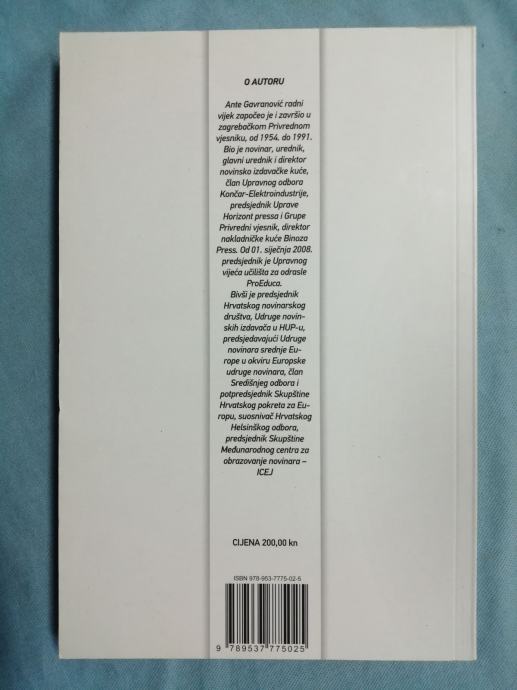 O AUTORU
Ante Gavranović radni
vijek započeo je i završio u
zagrebačkom Privrednom
vjesniku, od 1954. do 1991.
Bio je novinar, urednik,
glavni urednik i direktor
novinsko izdavačke kuće,
član Upravnog odbora
Končar-Elektroindustrije,
predsjednik Uprave
Horizont pressa i Grupe
Privredni vjesnik, direktor
nakladničke kuće Binoza
Press. Od 01. siječnja 2008.
predsjednik je Upravnog
vijeća učilišta za odrasle
ProEduca.
Bivši je predsjednik
Hrvatskog novinarskog
društva, Udruge novin-
skih izdavača u HUP-u,
predsjedavajući Udruge
novinara srednje Eu-
rope u okviru Europske
udruge novinara, član
Središnjeg odbora i
potpredsjednik Skupštine
Hrvatskog pokreta za Eu-
ropu, suosnivač Hrvatskog
Helsinškog odbora,
predsjednik Skupštine
Međunarodnog centra za
obrazovanje novinara –
ICEJ
CIJENA 200,00 kn
ISBN 978-953-7775-02-5
9 789537 775025